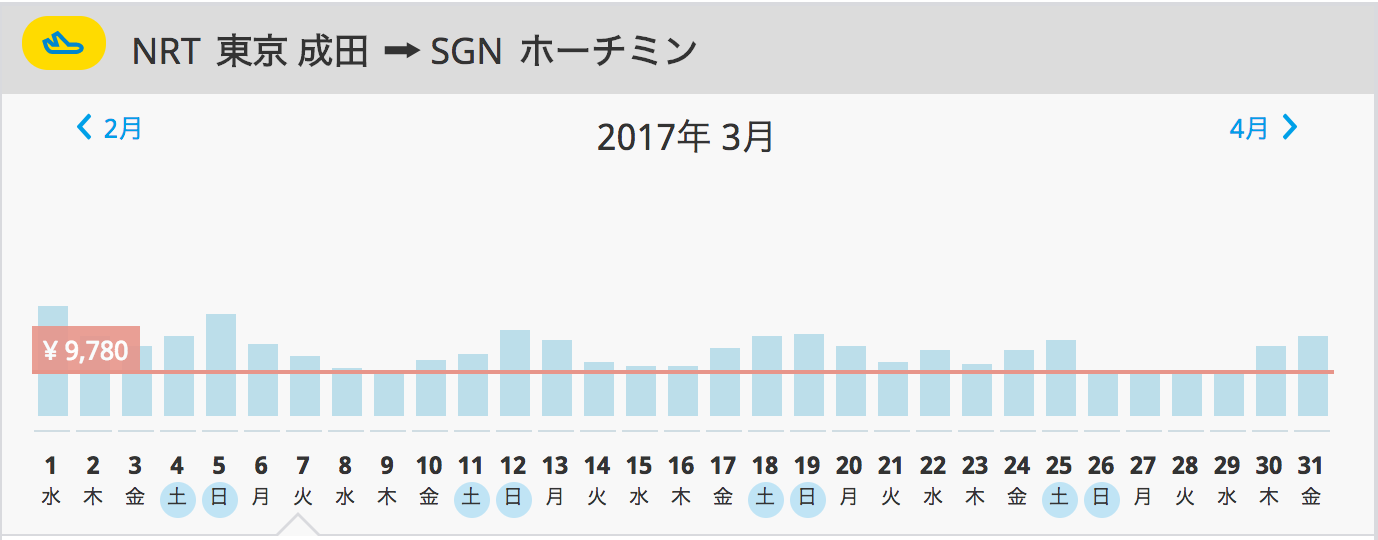 NRT 東京 成田 ➡ SGN ホーチミン
2月 2017年 3月 4月
¥ 9,780
1 2 3 4 5 6 7 8 9 10 11 12 13 14 15 16 17 18 19 20 21 22 23 24 25 26 27 28 29 30 31
水 木 金 土 日 月 火 水 木 金 土 日 月 火 水 木 金 土 日 月 火 水 木 金 土 日 月 火 水 木 金